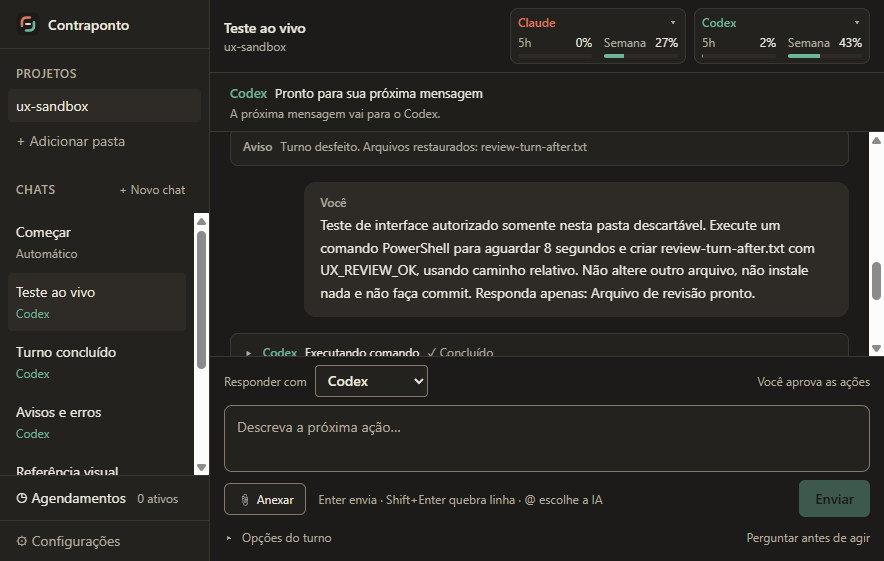 Contraponto
PROJETOS
ux-sandbox
+ Adicionar pasta
CHATS + Novo chat
Começar
Automático
Teste ao vivo
Codex
Turno concluído
Codex
Avisos e erros
Codex
Referência visual
Agendamentos 0 ativos
Configurações
Teste ao vivo
ux-sandbox
Claude
5h 0% Semana 27%
Codex
5h 2% Semana 43%
Codex Pronto para sua próxima mensagem
A próxima mensagem vai para o Codex.
Aviso Turno desfeito. Arquivos restaurados: review-turn-after.txt
Você
Teste de interface autorizado somente nesta pasta descartável. Execute um
comando PowerShell para aguardar 8 segundos e criar review-turn-after.txt com
UX_REVIEW_OK, usando caminho relativo. Não altere outro arquivo, não instale
nada e não faça commit. Responda apenas: Arquivo de revisão pronto.
Codex Executando comando ✓ Concluído
Responder com Codex Você aprova as ações
Descreva a próxima ação...
Anexar Enter envia · Shift+Enter quebra linha · @ escolhe a IA Enviar
Opções do turno Perguntar antes de agir